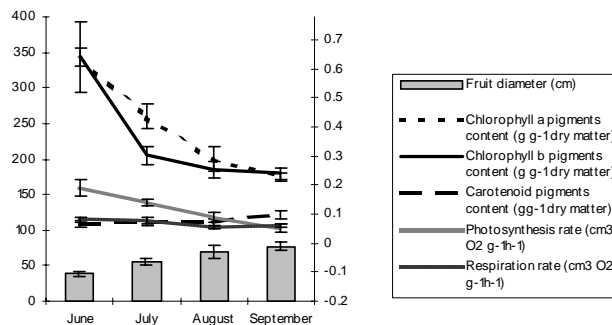 400
350
300
250
200
150
100
50
0
0.7
0.6
0.5
0.4
0.3
0.2
0.1
0
-0.1
-0.2
June July August September
Fruit diameter (cm)
Chlorophyll a pigments
content (g g-1dry matter)
Chlorophyll b pigments
content (g g-1dry matter)
Carotenoid pigments
content (gg-1dry matter)
Photosynthesis rate (cm3
O2 g-1h-1)
Respiration rate (cm3 O2
g-1h-1)